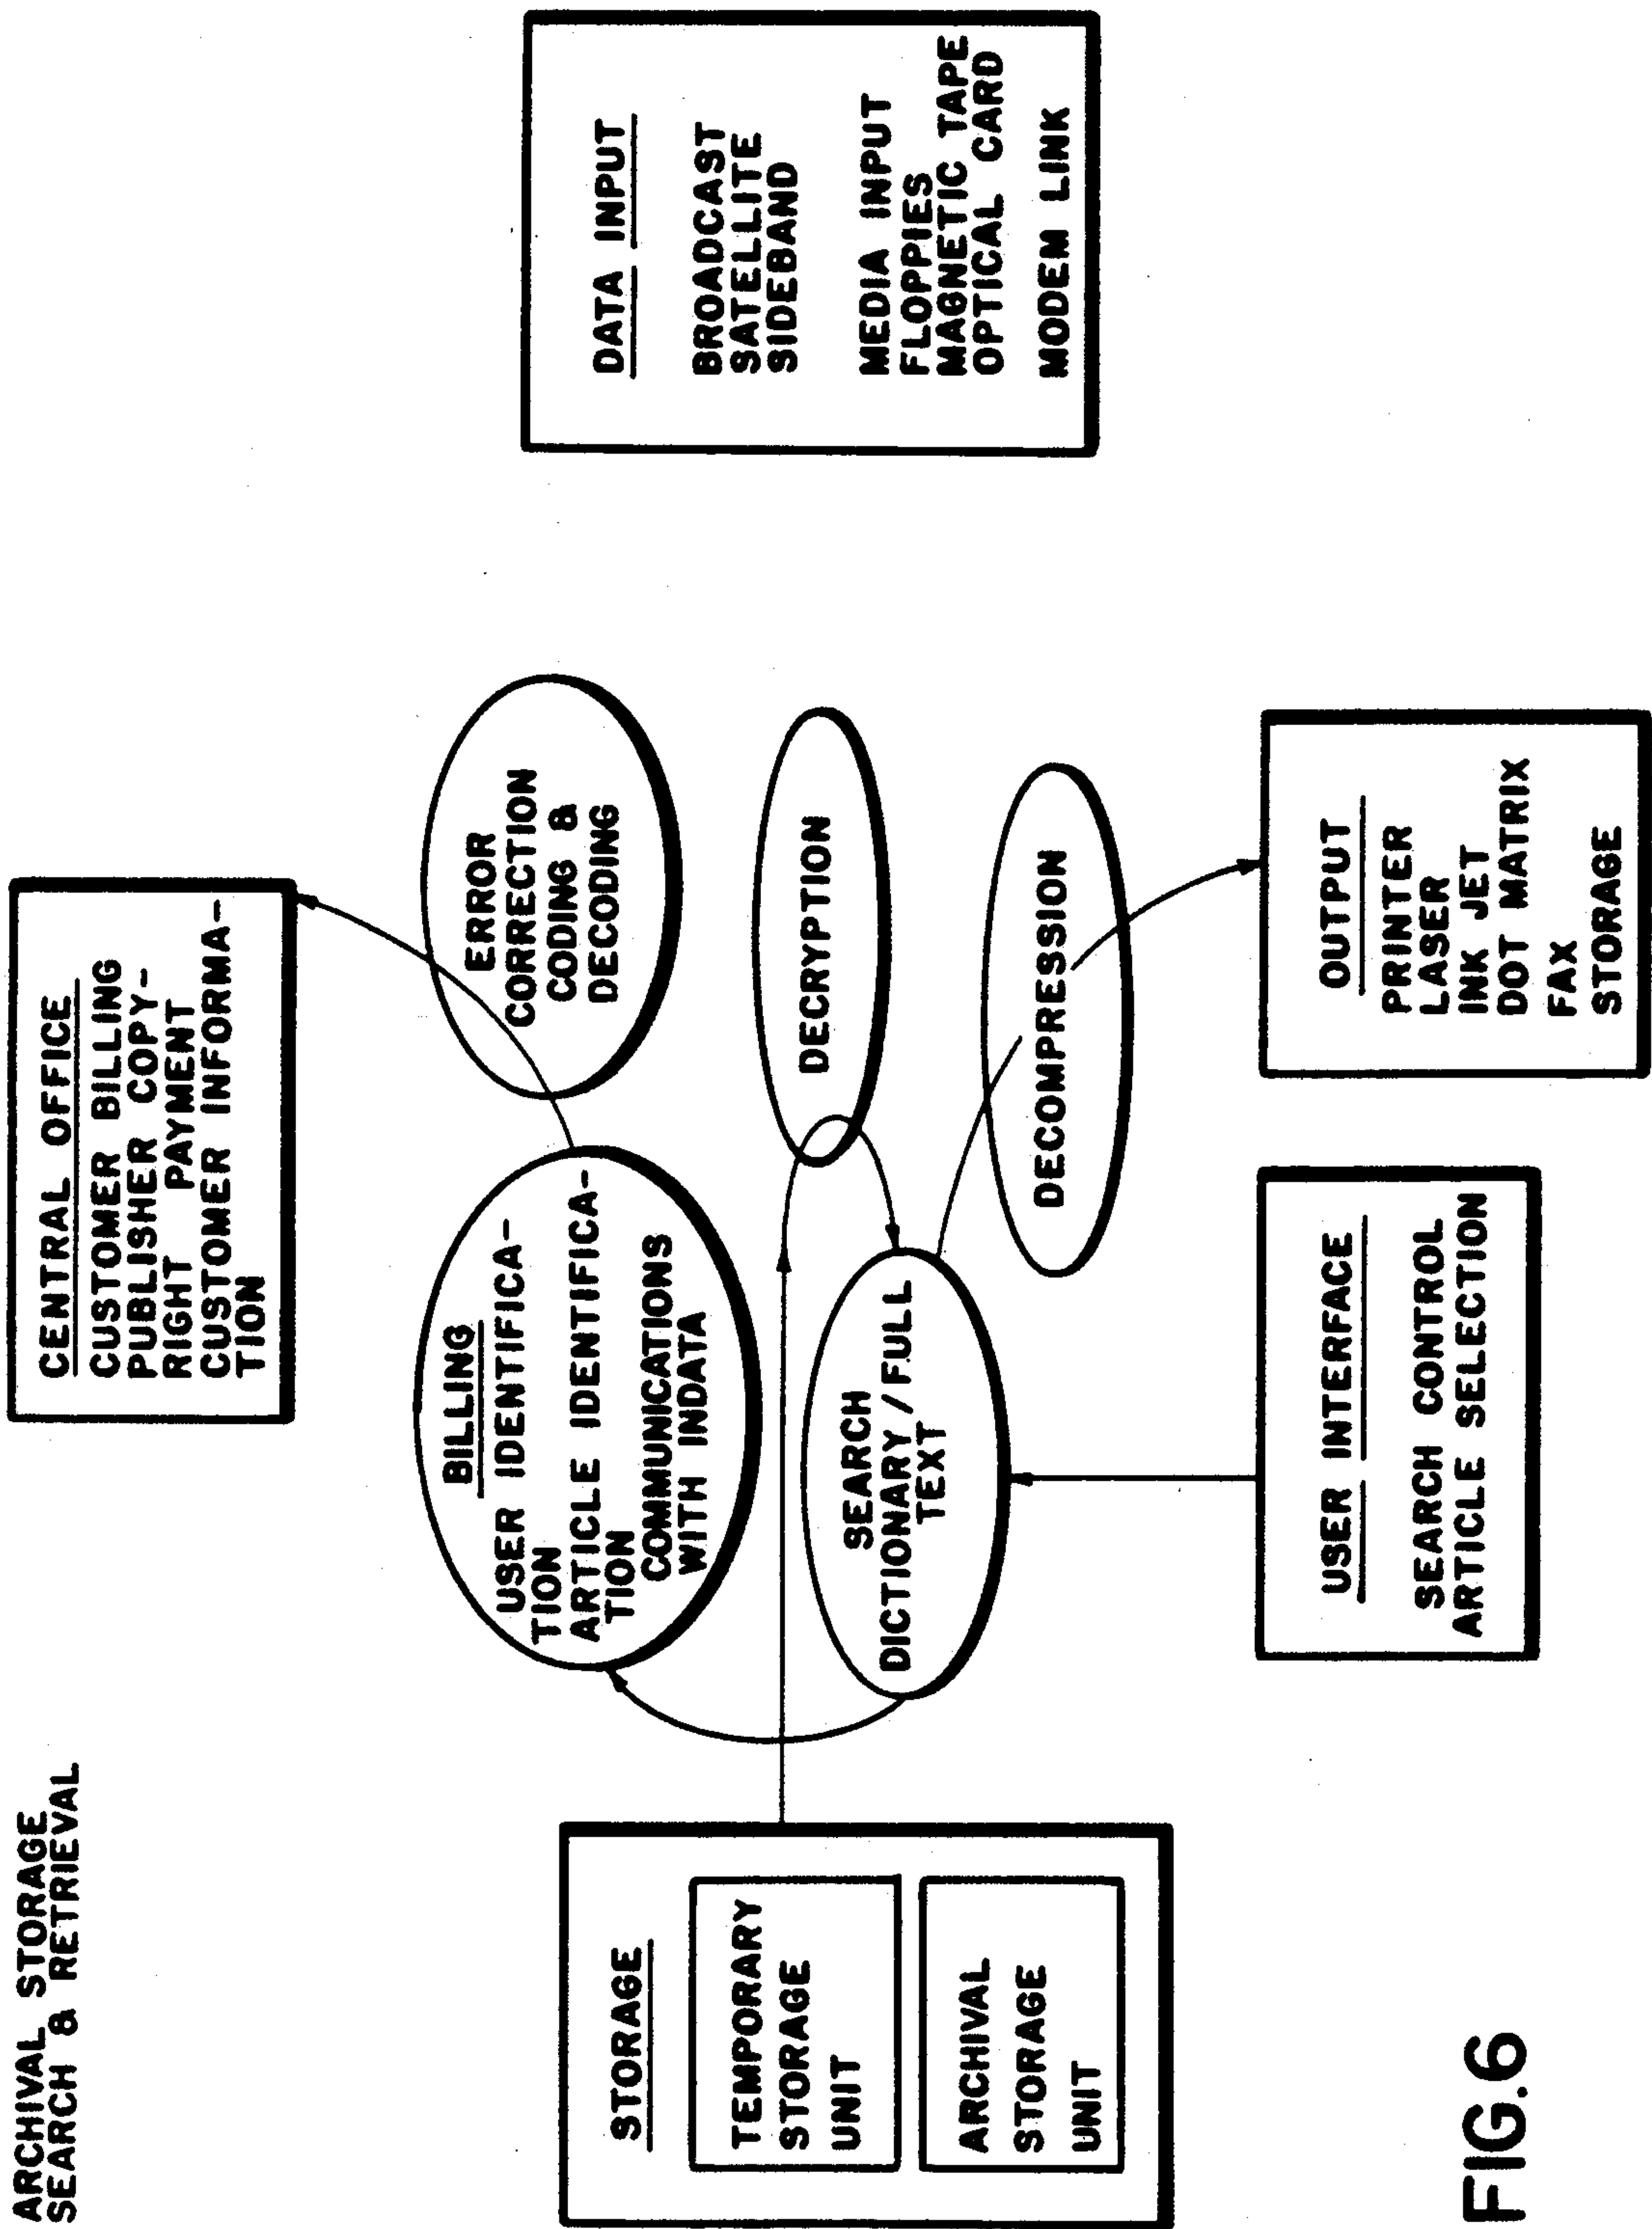 ARCHIVAL STORAGE
SEARCH & RETRIEVAL
CENTRAL OFFICE
CUSTOMER BILLING
PUBLISHER COPY-
RIGHT PAYMENT
CUSTOMER INFORMA-
TION
BILLING
USER IDENTIFICA-
TION
ARTICLE IDENTIFICA-
TION
COMMUNICATIONS
WITH INDATA
ERROR
CORRECTION
CODING &
DECODING
DATA INPUT
BROADCAST
SATELLITE
SIDEBAND
MEDIA INPUT
FLOPPIES
MAGNETIC TAPE
OPTICAL CARD
MODEM LINK
STORAGE
TEMPORARY
STORAGE
UNIT
ARCHIVAL
STORAGE
UNIT
SEARCH
DICTIONARY/FULL
TEXT
DECRYPTION
DECOMPRESSION
USER INTERFACE
SEARCH CONTROL
ARTICLE SELECTION
OUTPUT
PRINTER
LASER
INK JET
DOT MATRIX
FAX
STORAGE
FIG.6